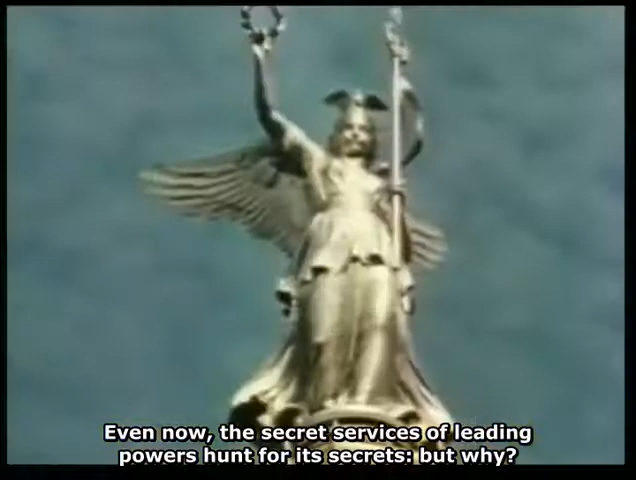 Even now, the secret services of leading
powers hunt for its secrets: but why?